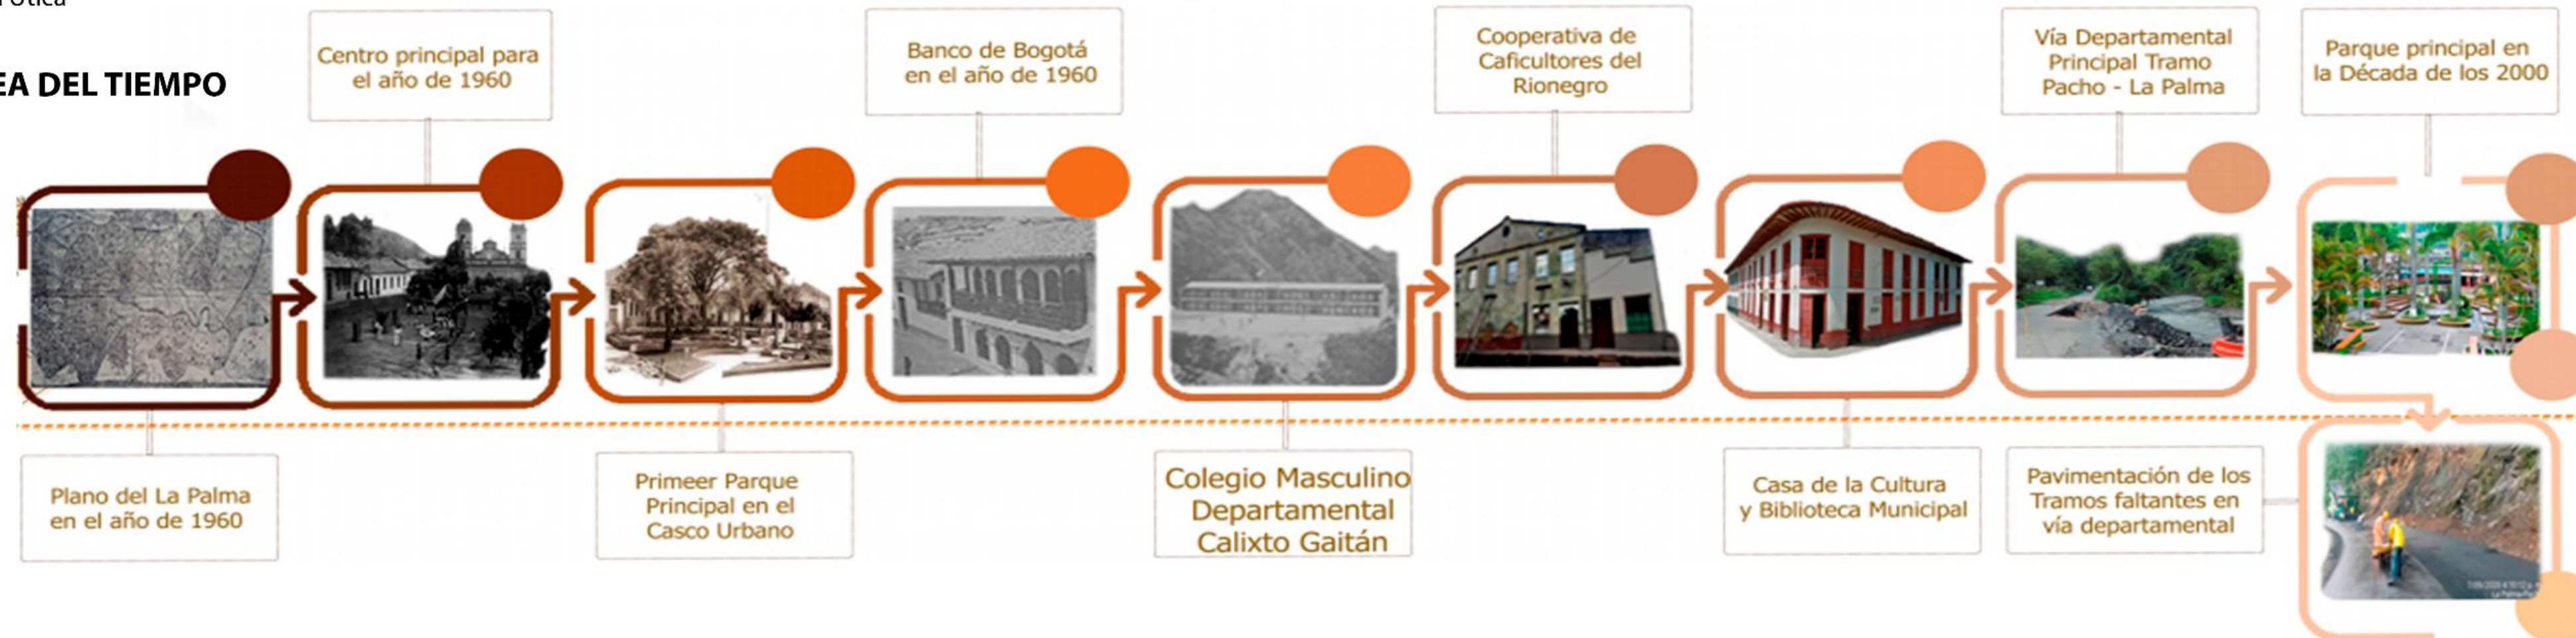 Utica
EA DEL TIEMPO
Centro principal para
el año de 1960
Banco de Bogotá
en el año de 1960
Cooperativa de
Caficultores del
Rionegro
Vía Departamental
Principal Tramo
Pacho - La Palma
Parque principal en
la Década de los 2000
Plano del La Palma
en el año de 1960
Primeer Parque
Principal en el
Casco Urbano
Colegio Masculino
Departamental
Calixto Gaitán
Casa de la Cultura
y Biblioteca Municipal
Pavimentación de los
Tramos faltantes en
vía departamental